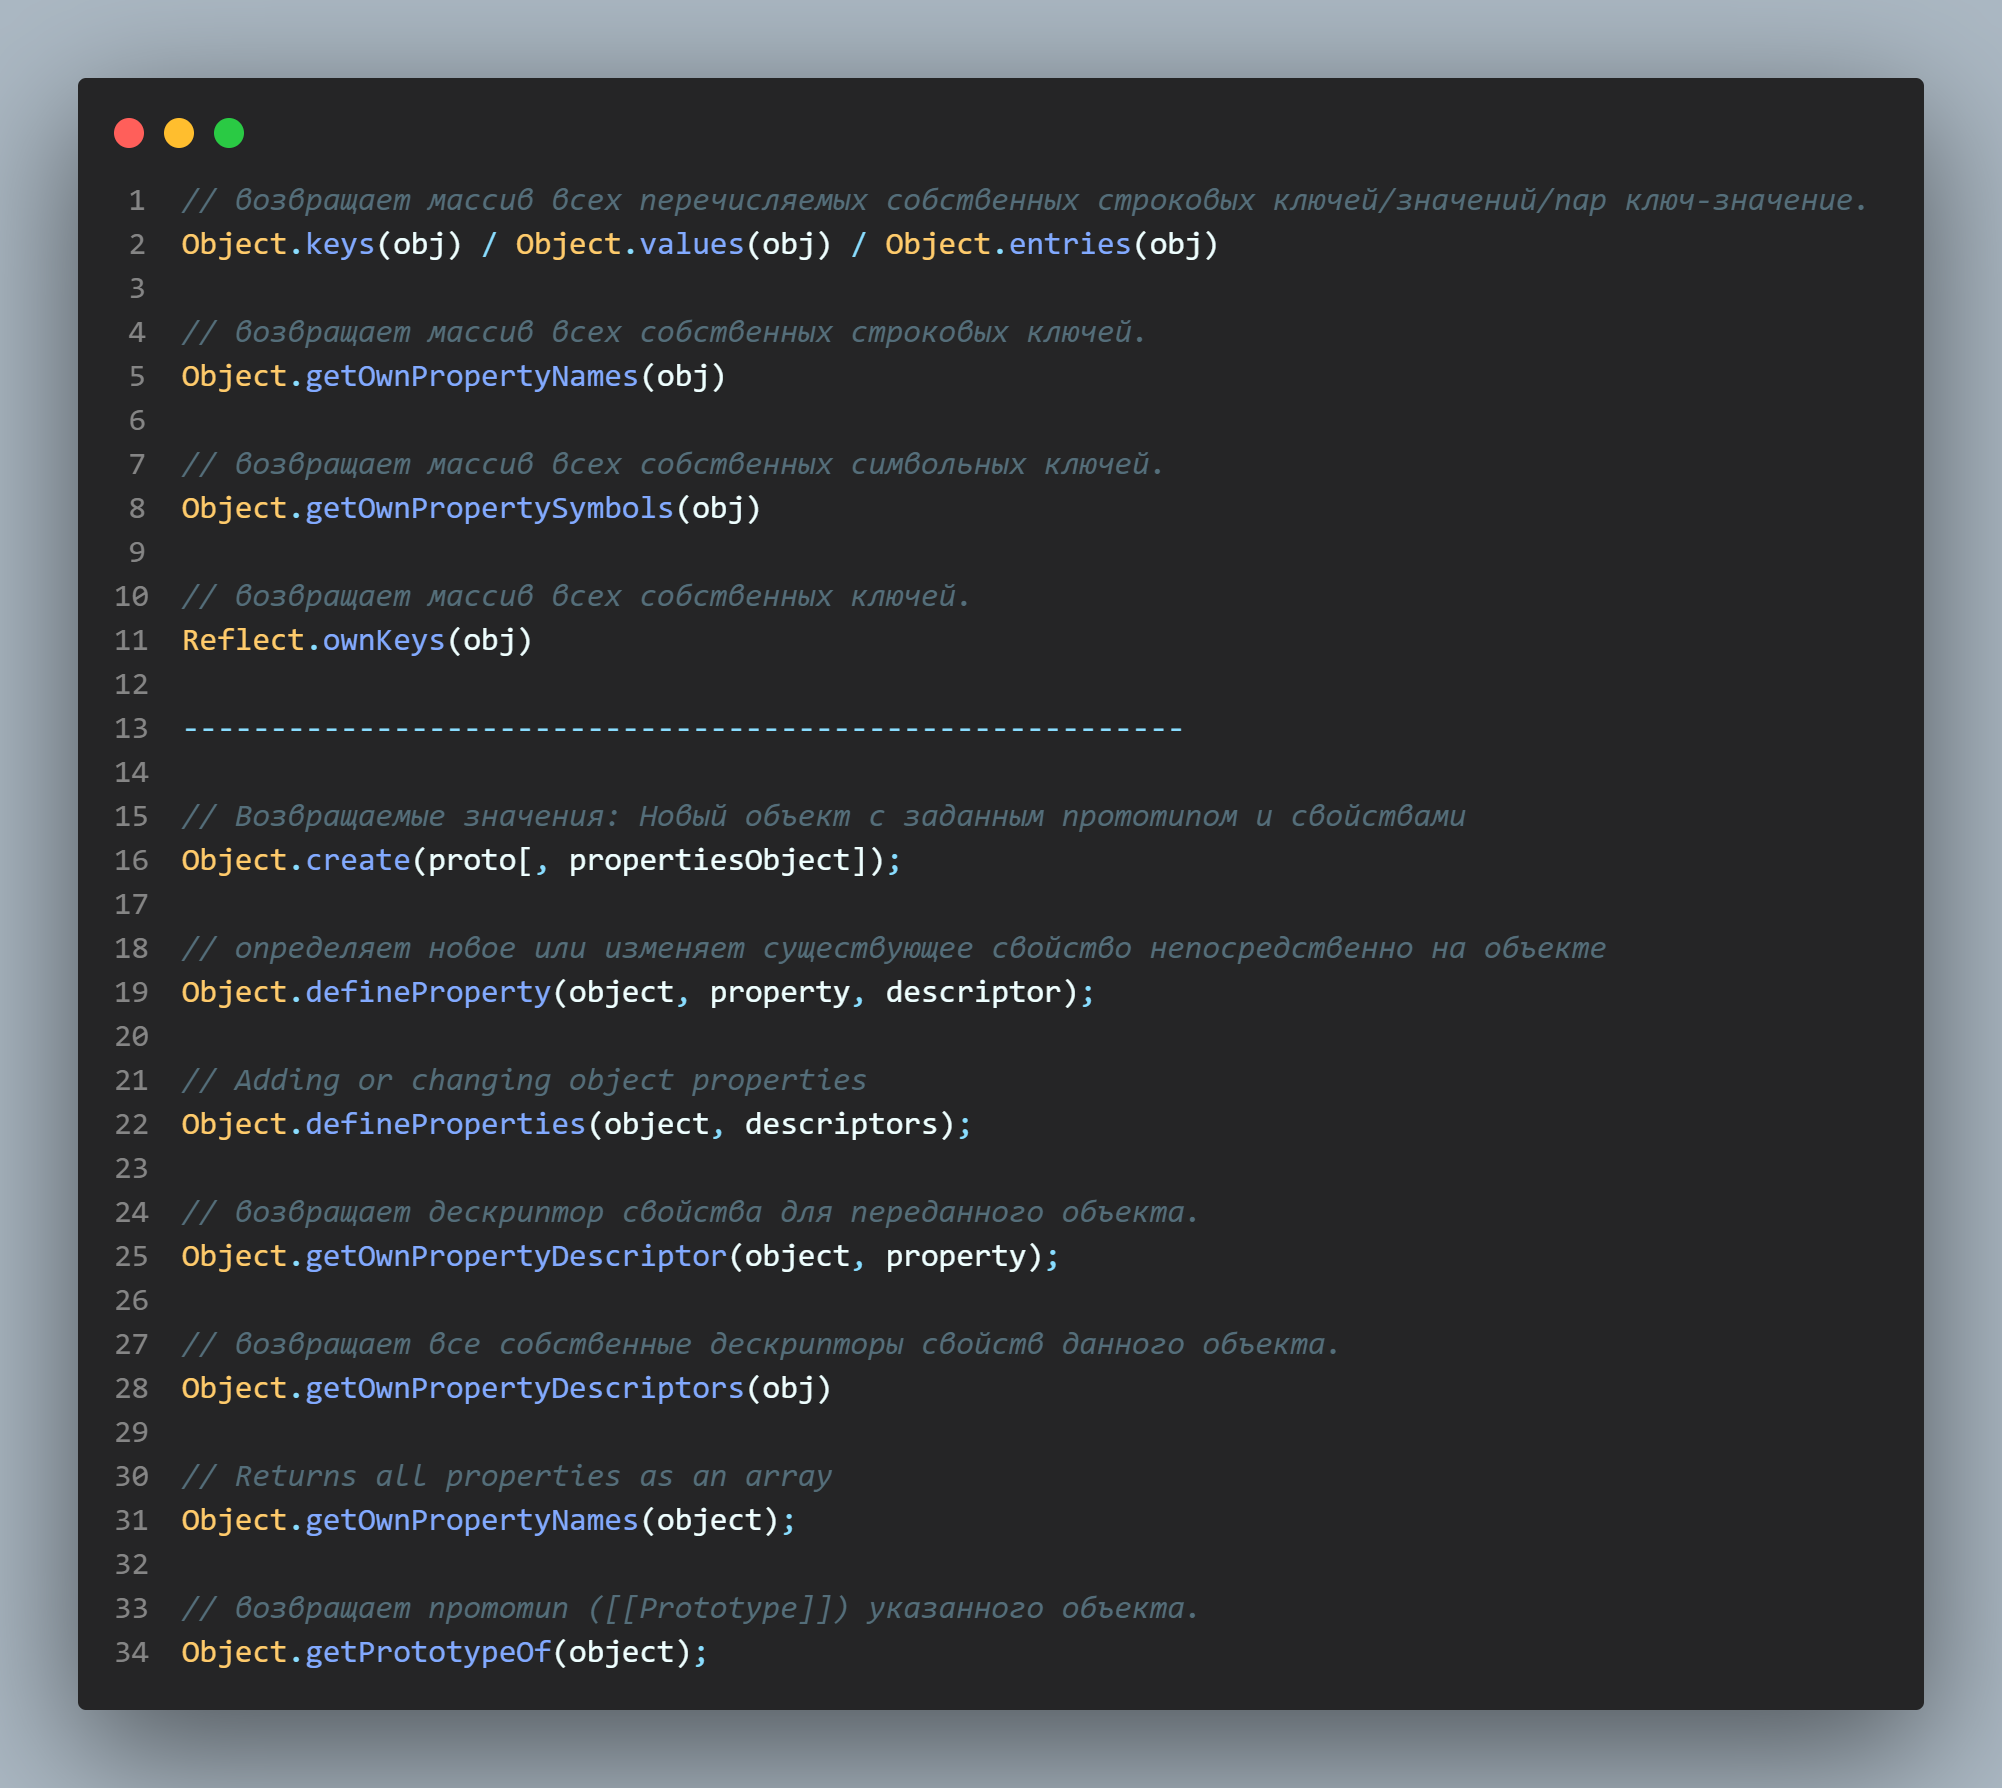 1 // возвращает массив всех перечисляемых собственных строковых ключей/значений/пар ключ-значение.
2 Object.keys(obj) / Object.values(obj) / Object.entries(obj)
3
4 // возвращает массив всех собственных строковых ключей.
5 Object.getOwnPropertyNames(obj)
6
7 // возвращает массив всех собственных символьных ключей.
8 Object.getOwnPropertySymbols(obj)
9
10 // возвращает массив всех собственных ключей.
11 Reflect.ownKeys(obj)
12
13 ---------------------------------------------------------
14
15 // Возвращаемые значения: Новый объект с заданным прототипом и свойствами
16 Object.create(proto[, propertiesObject]);
17
18 // определяет новое или изменяет существующее свойство непосредственно на объекте
19 Object.defineProperty(object, property, descriptor);
20
21 // Adding or changing object properties
22 Object.defineProperties(object, descriptors);
23
24 // возвращает дескриптор свойства для переданного объекта.
25 Object.getOwnPropertyDescriptor(object, property);
26
27 // возвращает все собственные дескрипторы свойств данного объекта.
28 Object.getOwnPropertyDescriptors(obj)
29
30 // Returns all properties as an array
31 Object.getOwnPropertyNames(object);
32
33 // возвращает прототип ([[Prototype]]) указанного объекта.
34 Object.getPrototypeOf(object);